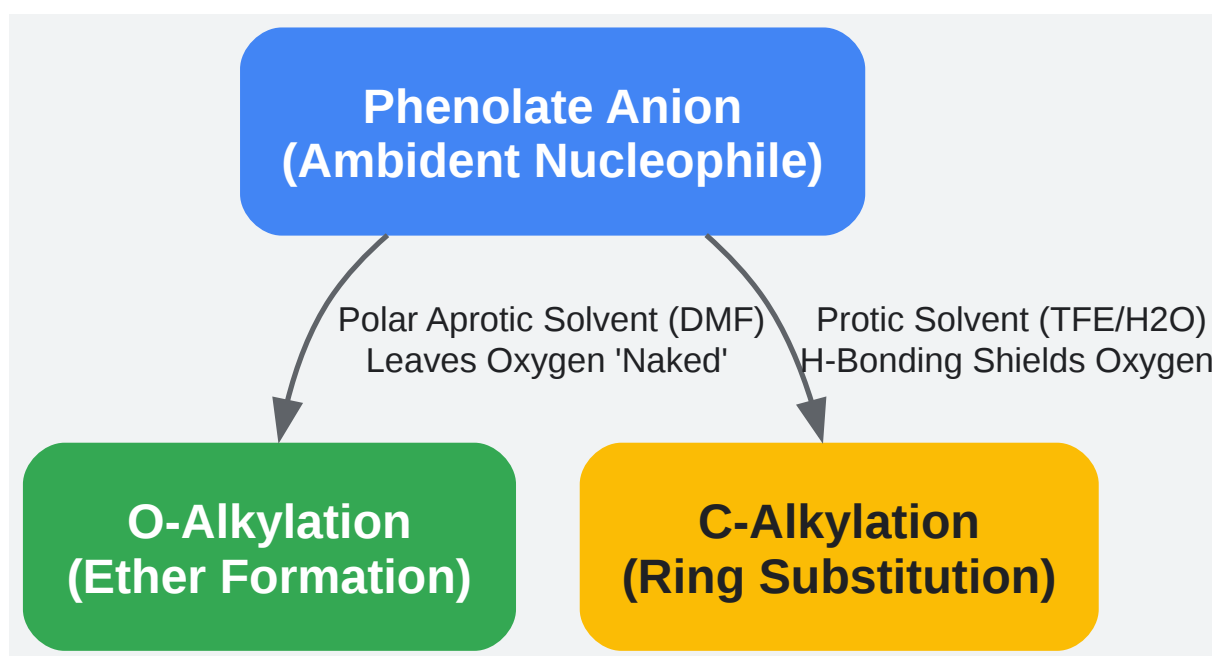 Phenolate Anion
(Ambident Nucleophile)
Polar Aprotic Solvent (DMF)
Leaves Oxygen 'Naked'
Protic Solvent (TFE/H2O)
H-Bonding Shields Oxygen
O-Alkylation
(Ether Formation)
C-Alkylation
(Ring Substitution)